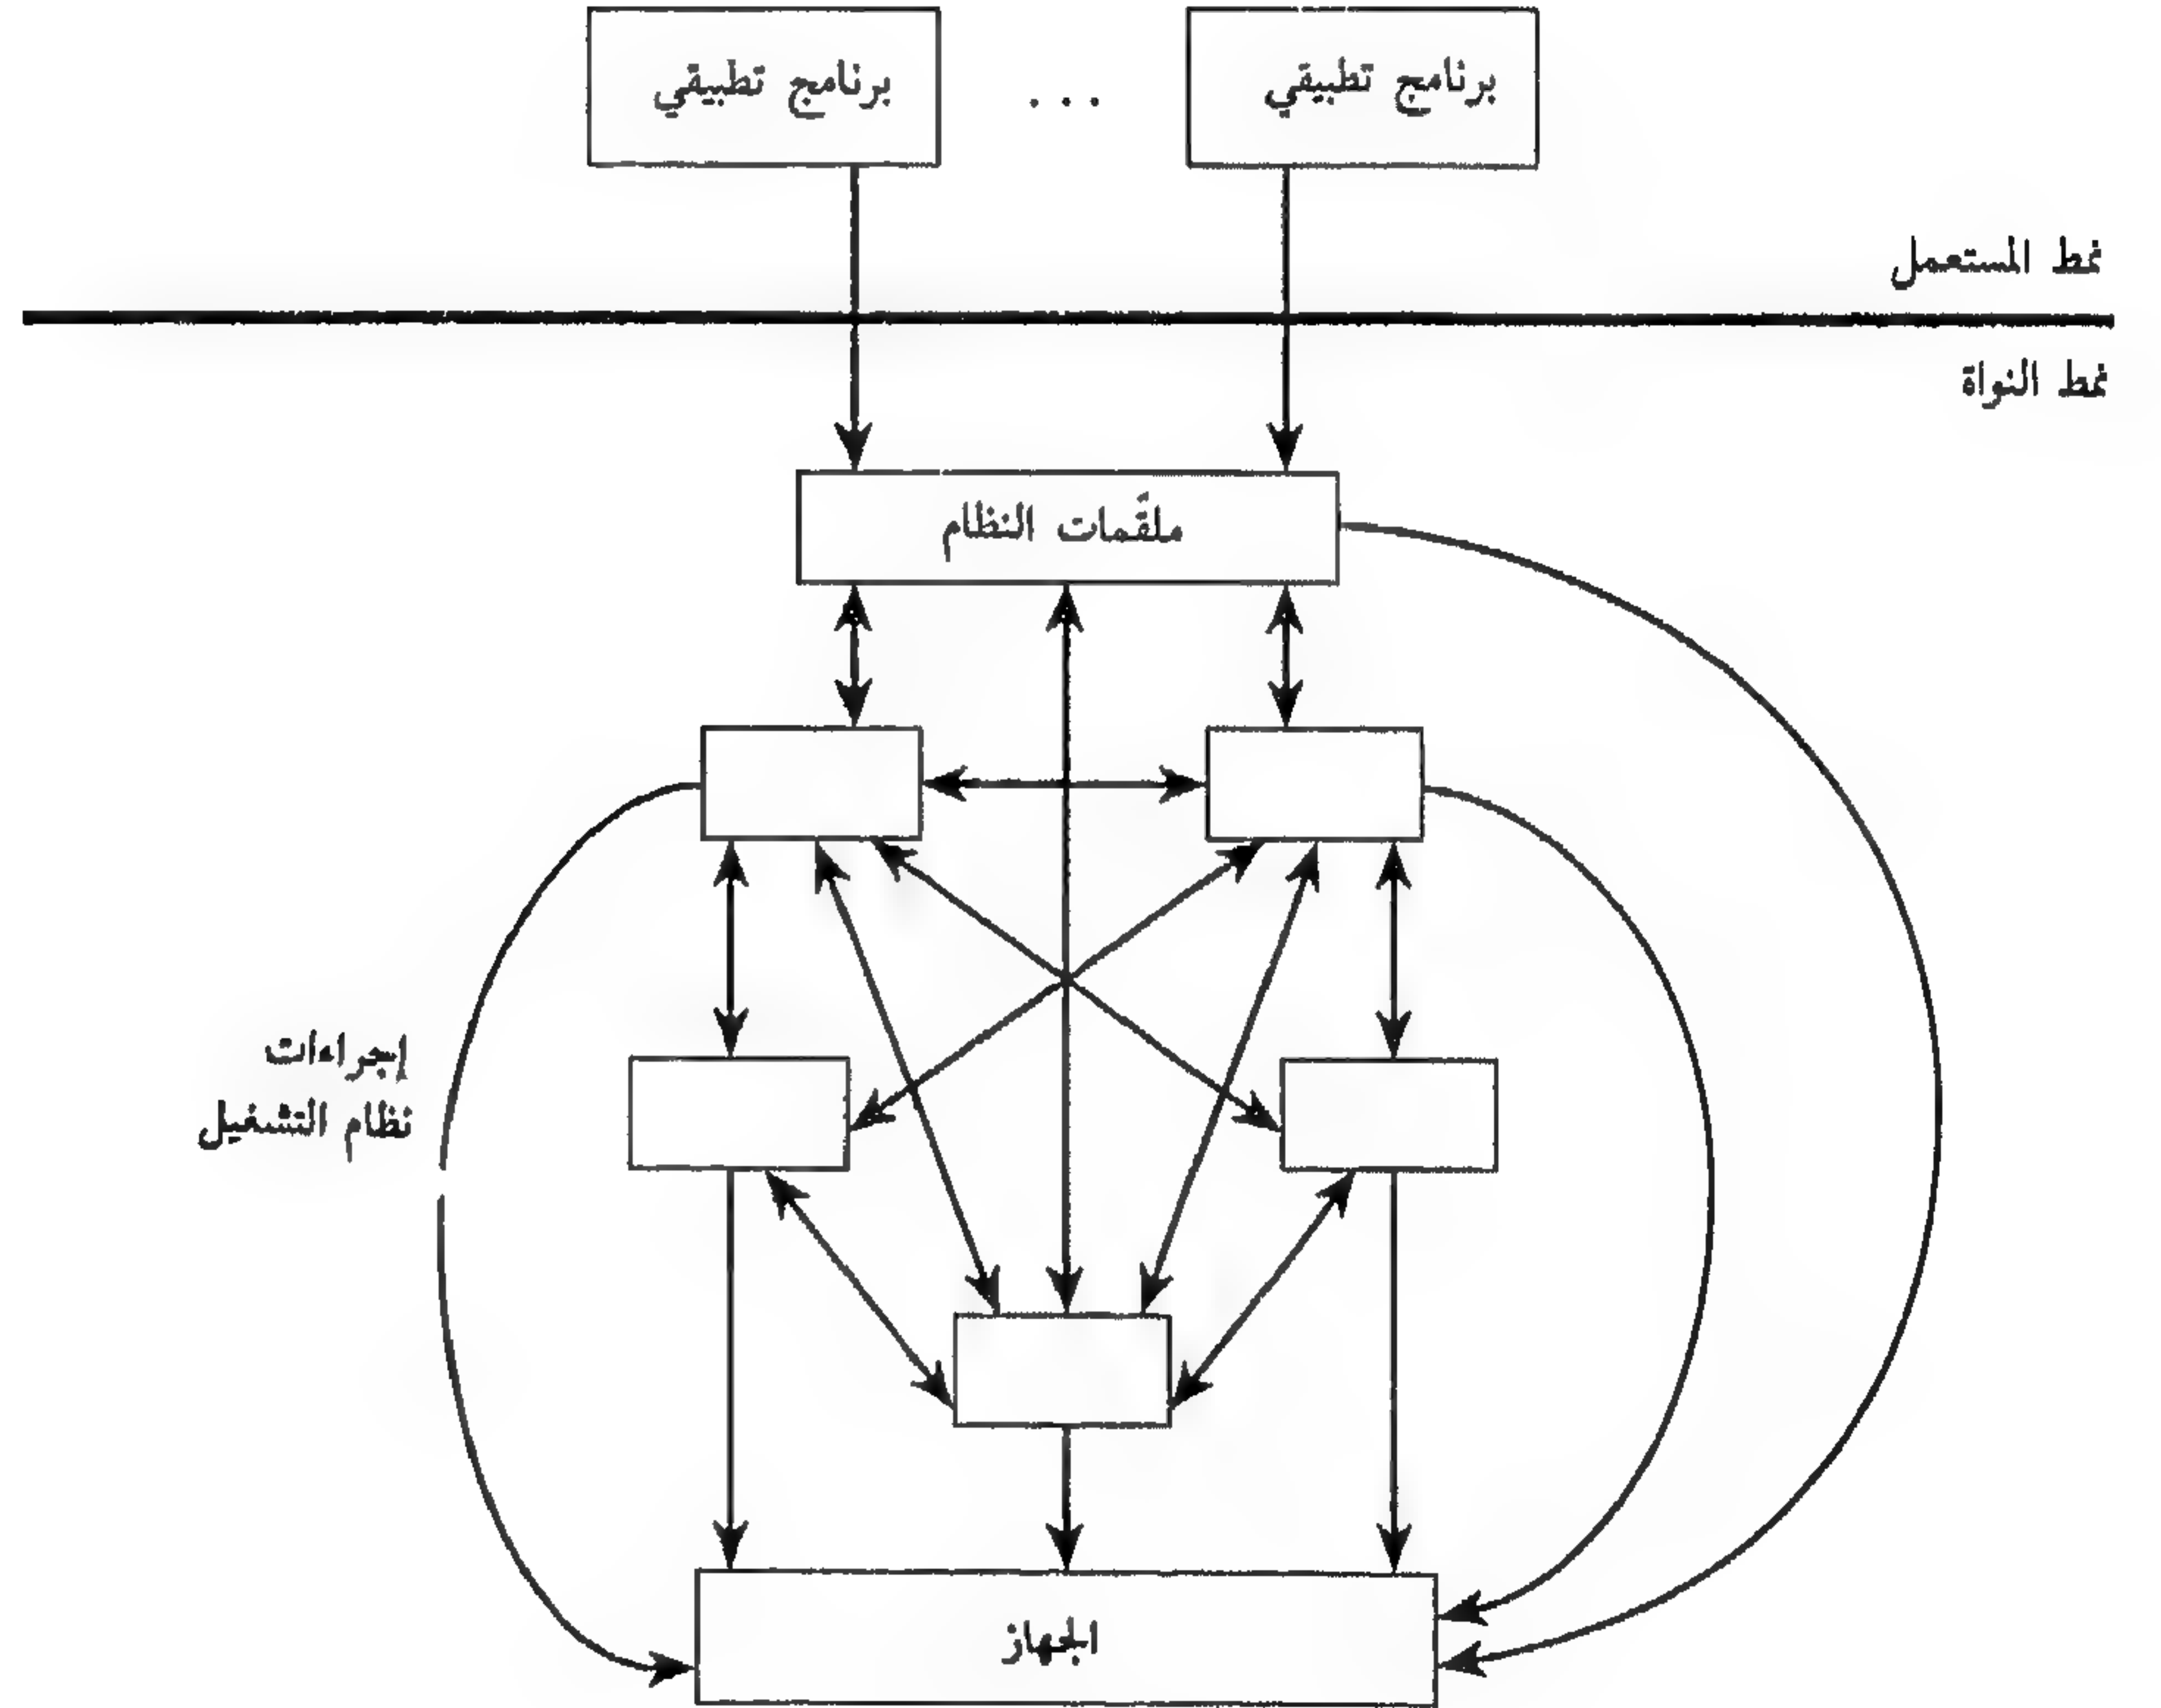 برنامج تطبيقي
...
برنامج تطبيقي
نمط المستعمل
نمط النواة
ملقّمات النظام
إجراءات
نظام التشغيل
الجهاز